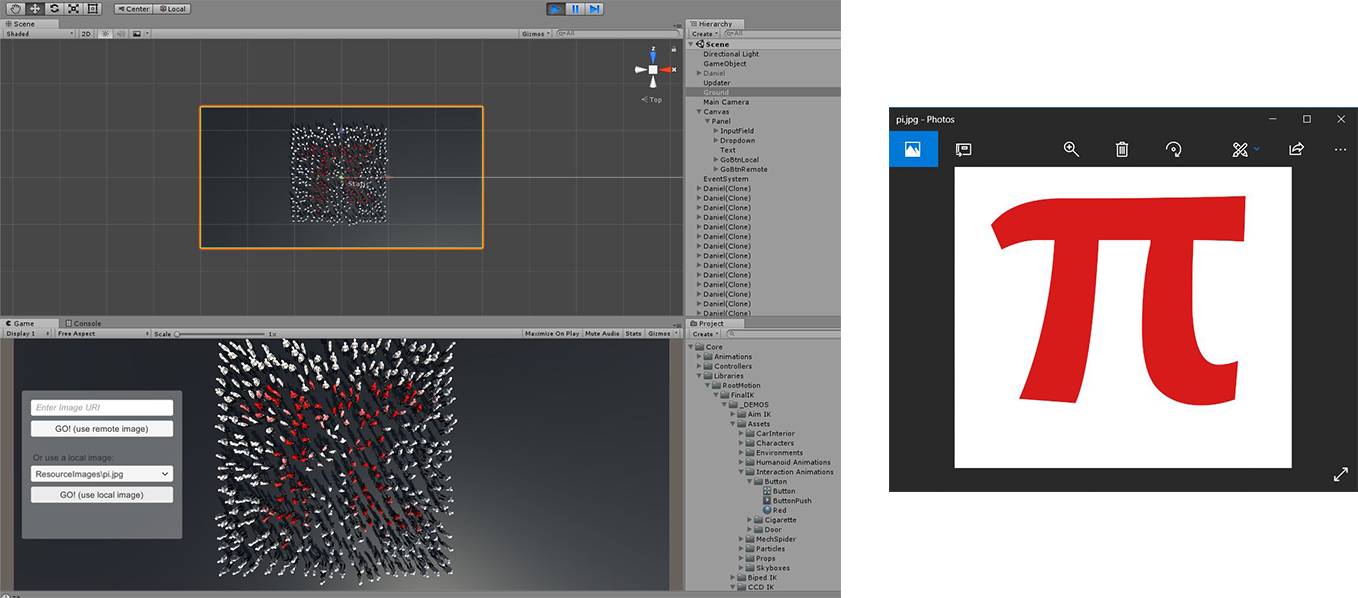 Center Local
Scene
Shaded 2D Gizmos All
z
x
Top
Start
Game Console
Display 1 Free Aspect Scale 1x Maximize On Play Mute Audio Stats Gizmos
Enter Image URI
GO! (use remote image)
Or use a local image:
ResourceImages\pi.jpg
GO! (use local image)
Hierarchy
Create All
Scene
Directional Light
GameObject
Daniel
Updater
Ground
Main Camera
Canvas
Panel
InputField
Dropdown
Text
GoBtnLocal
GoBtnRemote
EventSystem
Daniel(Clone)
Daniel(Clone)
Daniel(Clone)
Daniel(Clone)
Daniel(Clone)
Daniel(Clone)
Daniel(Clone)
Daniel(Clone)
Daniel(Clone)
Daniel(Clone)
Daniel(Clone)
Daniel(Clone)
Daniel(Clone)
Daniel(Clone)
Project
Create
Core
Animations
Controllers
Libraries
RootMotion
FinalIK
_DEMOS
Aim IK
Assets
CarInterior
Characters
Environments
Humanoid Animations
Interaction Animations
Button
Button
ButtonPush
Red
Cigarette
Door
MechSpider
Particles
Props
Skyboxes
Biped IK
CCD IK
pi.jpg - Photos
π